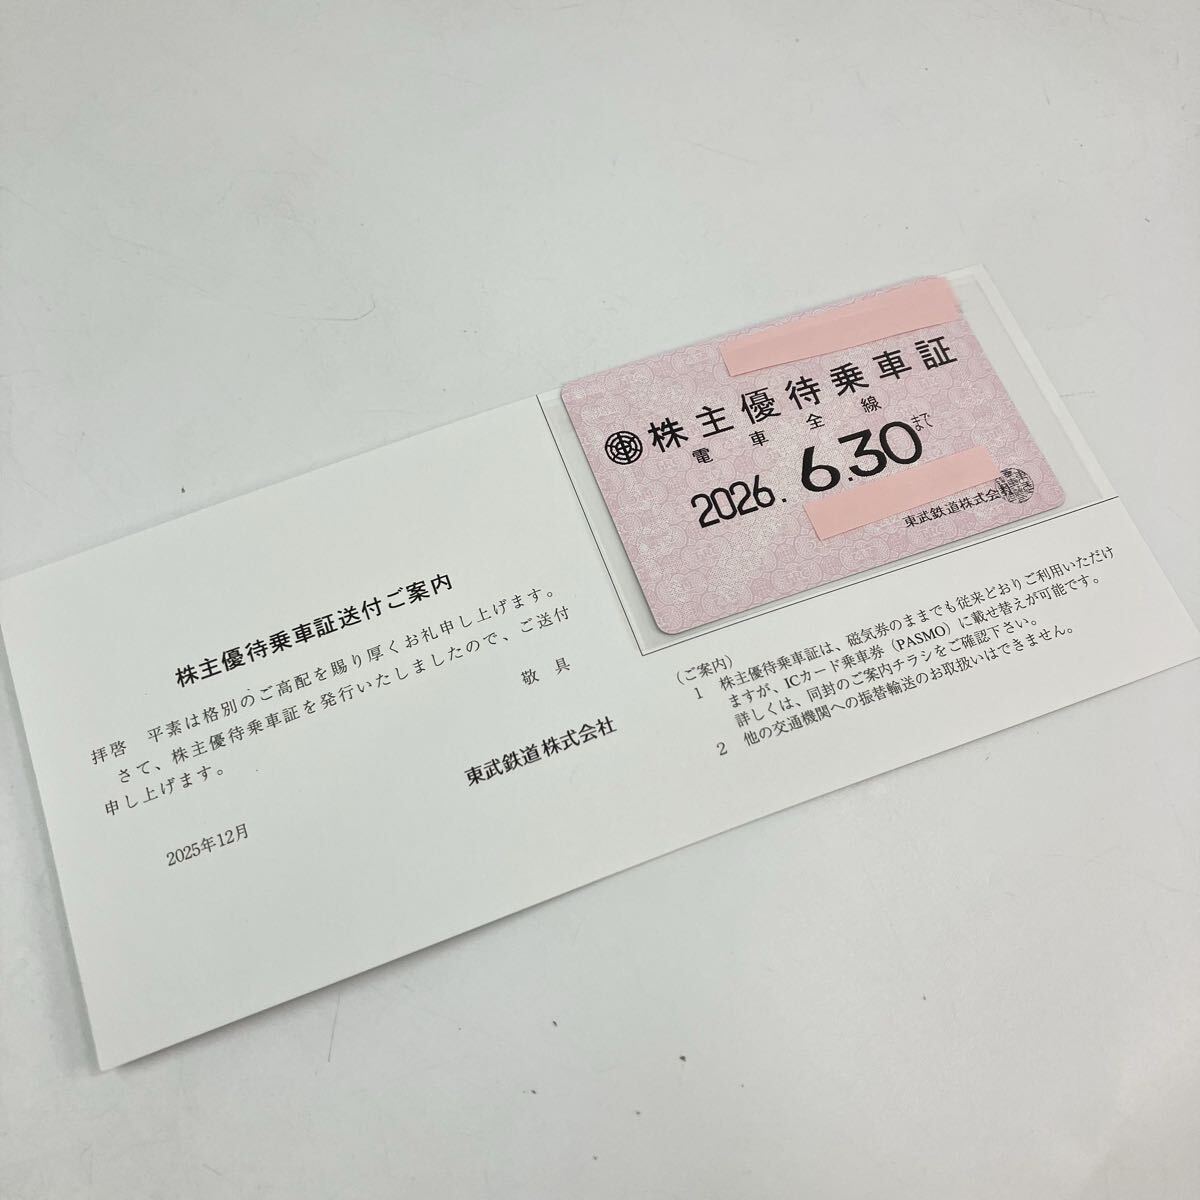 株主優待乗車証送付ご案内
拝啓 平素は格別のご高配を賜り厚くお礼申し上げます。
さて、株主優待乗車証を発行いたしましたので、ご送付
申し上げます。
敬具
2025年12月
東武鉄道株式会社
株主優待乗車証
電車全線
2026. 6.30まで
東武鉄道株式会社
(ご案内)
1 株主優待乗車証は、磁気券のままでも従来どおりご利用いただけ
ますが、ICカード乗車券(PASMO)に載せ替えが可能です。
詳しくは、同封のご案内チラシをご確認下さい。
2 他の交通機関への振替輸送のお取扱いはできません。